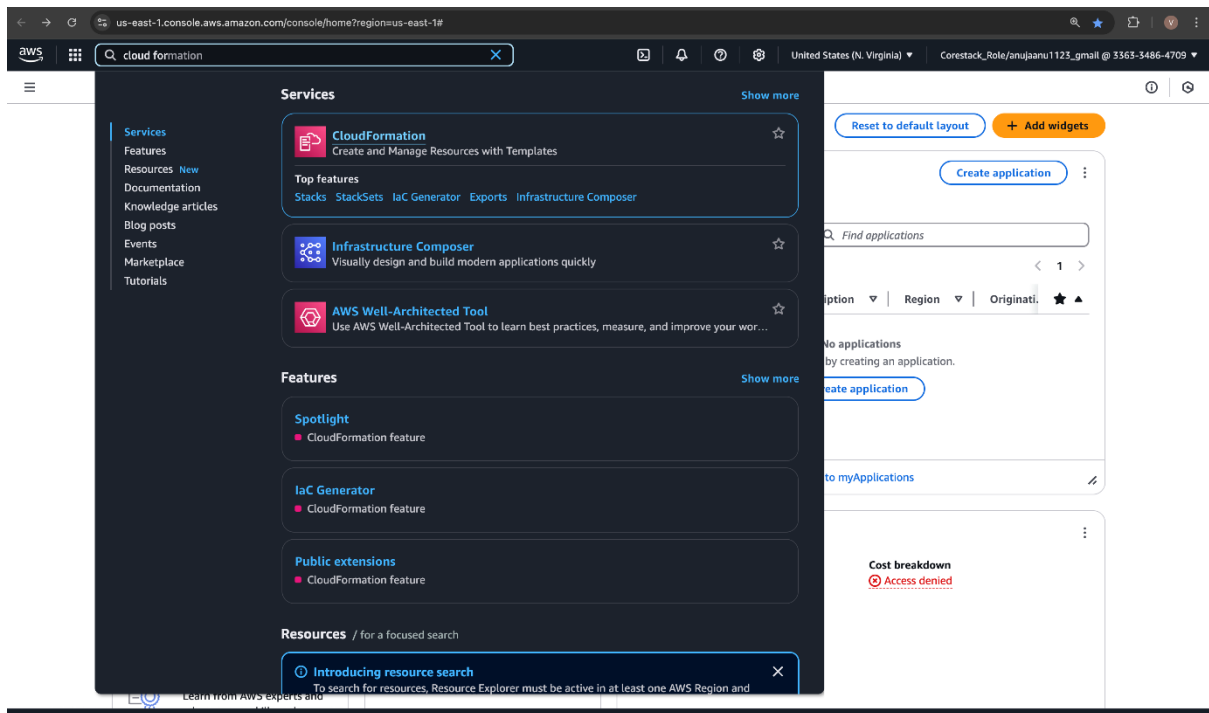 us-east-1.console.aws.amazon.com/console/home?region=us-east-1#
V
aws
cloud formation
United States (N. Virginia) ▼
Corestack_Role/anujaanu1123_gmail @ 3363-3486-4709 ▼
Services
Features
Resources New
Documentation
Knowledge articles
Blog posts
Events
Marketplace
Tutorials
Services
Show more
CloudFormation
Create and Manage Resources with Templates
Top features
Stacks StackSets IaC Generator Exports Infrastructure Composer
Infrastructure Composer
Visually design and build modern applications quickly
AWS Well-Architected Tool
Use AWS Well-Architected Tool to learn best practices, measure, and improve your wor...
Features
Show more
Spotlight
CloudFormation feature
IaC Generator
CloudFormation feature
Public extensions
CloudFormation feature
Resources / for a focused search
Introducing resource search
To search for resources, Resource Explorer must be active in at least one AWS Region and
Reset to default layout
+ Add widgets
Create application
Find applications
1
iption
Region
Originati.
No applications
by creating an application.
eate application
to myApplications
Cost breakdown
Access denied
Learn from AWS experts and